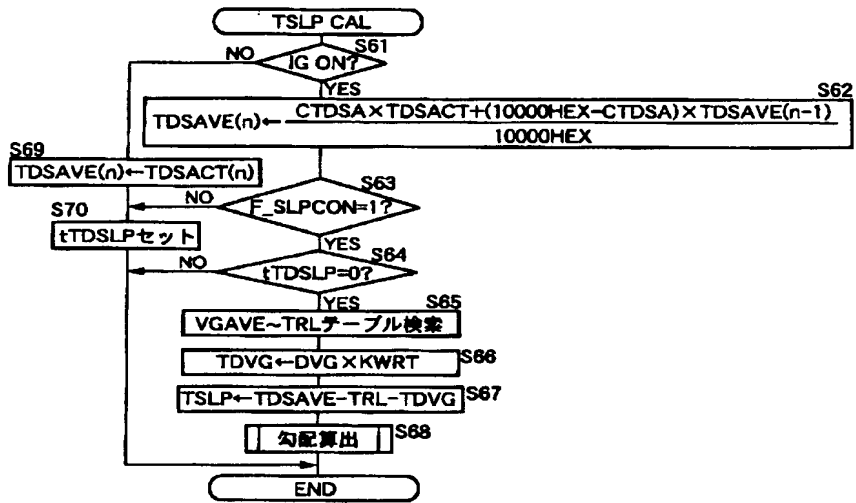 TSLP CAL
S61
NO
IG ON?
YES
S62
TDSAVE(n)← CTDSA×TDSACT+(10000HEX-CTDSA)×TDSAVE(n-1)
10000HEX
S69
TDSAVE(n)←TDSACT(n)
S63
NO
F_SLPCON=1?
S70
tTDSLPセット
YES
S64
NO
tTDSLP=0?
YES
S65
VGAVE~TRLテーブル検索
TDVG←DVG×KWRT
S66
TSLP←TDSAVE-TRL-TDVG
S67
勾配算出
S68
END